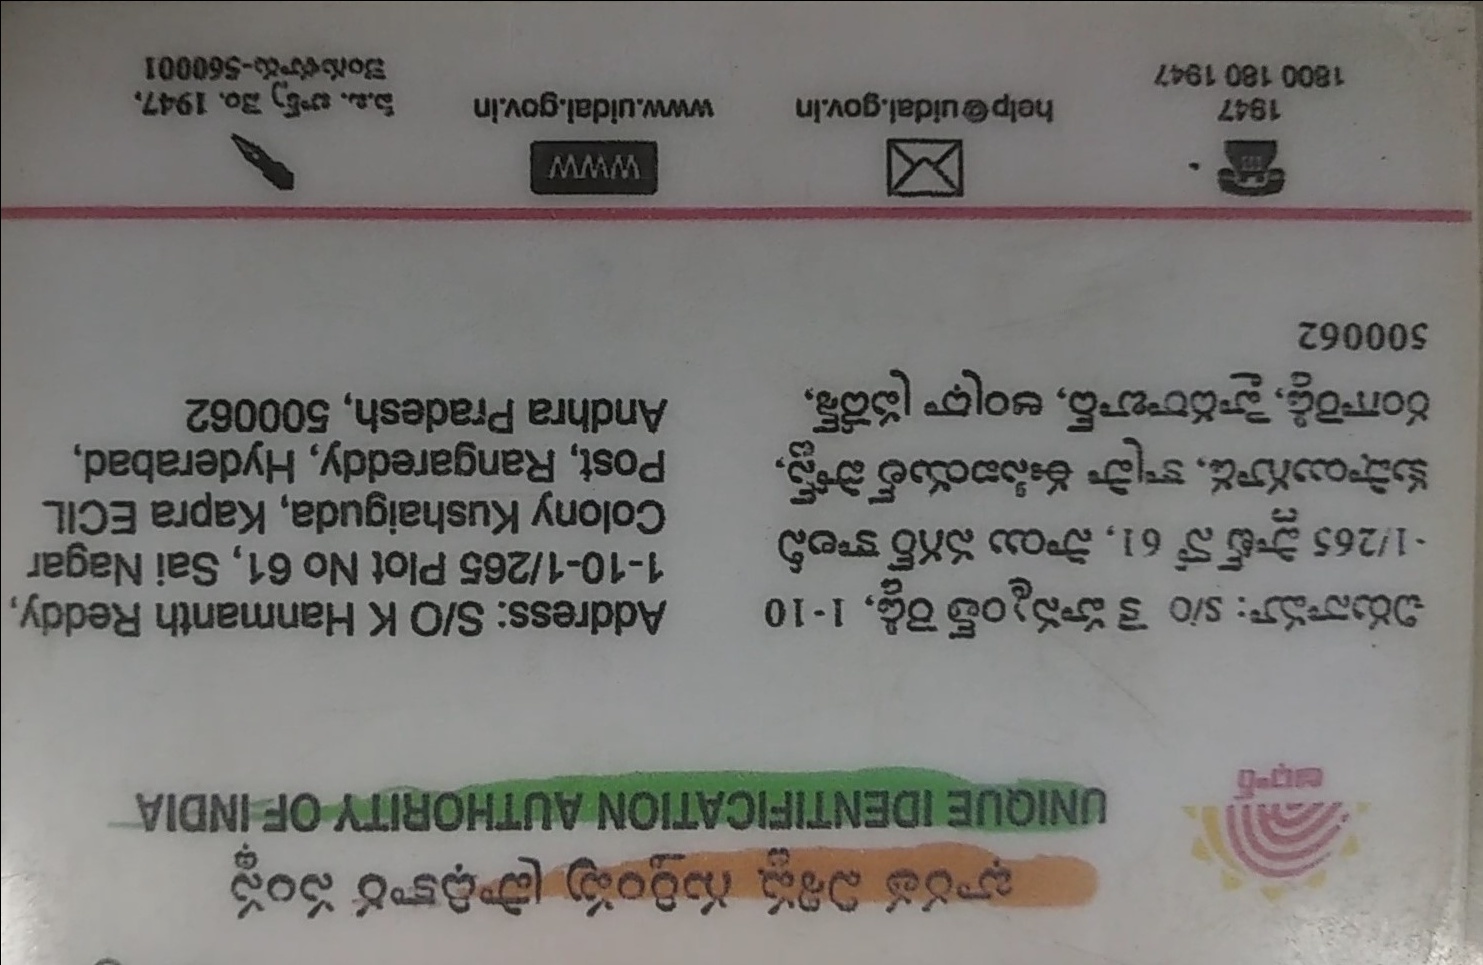 భారత విశిష్ట గుర్తింపు ప్రాధికార సంస్థ
UNIQUE IDENTIFICATION AUTHORITY OF INDIA
ఆధార్
చిరునామా: S/O కె హన్మంత్ రెడ్డి, 1-10
-1/265 ప్లాట్ నో 61, సాయి నగర్ కాలనీ
కుషాయిగూడ, కాప్రా ఈసిఐయల్ పోస్ట్,
రంగారెడ్డి, హైదరాబాద్, ఆంధ్రా ప్రదేశ్,
500062
Address: S/O K Hanmanth Reddy,
1-10-1/265 Plot No 61, Sai Nagar
Colony Kushaiguda, Kapra ECIL
Post, Rangareddy, Hyderabad,
Andhra Pradesh, 500062
1947
1800 180 1947
help@uidai.gov.in
WWW
www.uidai.gov.in
పి.బి. బాక్స్ నెం. 1947,
బెంగుళూరు-560001